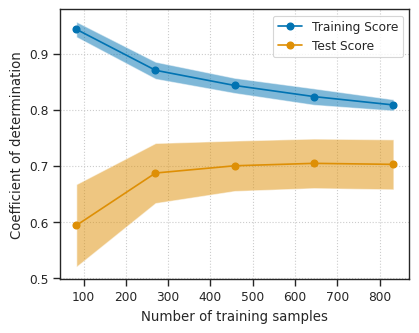 Training Score
Test Score
0.9
0.8
0.7
0.6
0.5
Coefficient of determination
100 200 300 400 500 600 700 800
Number of training samples